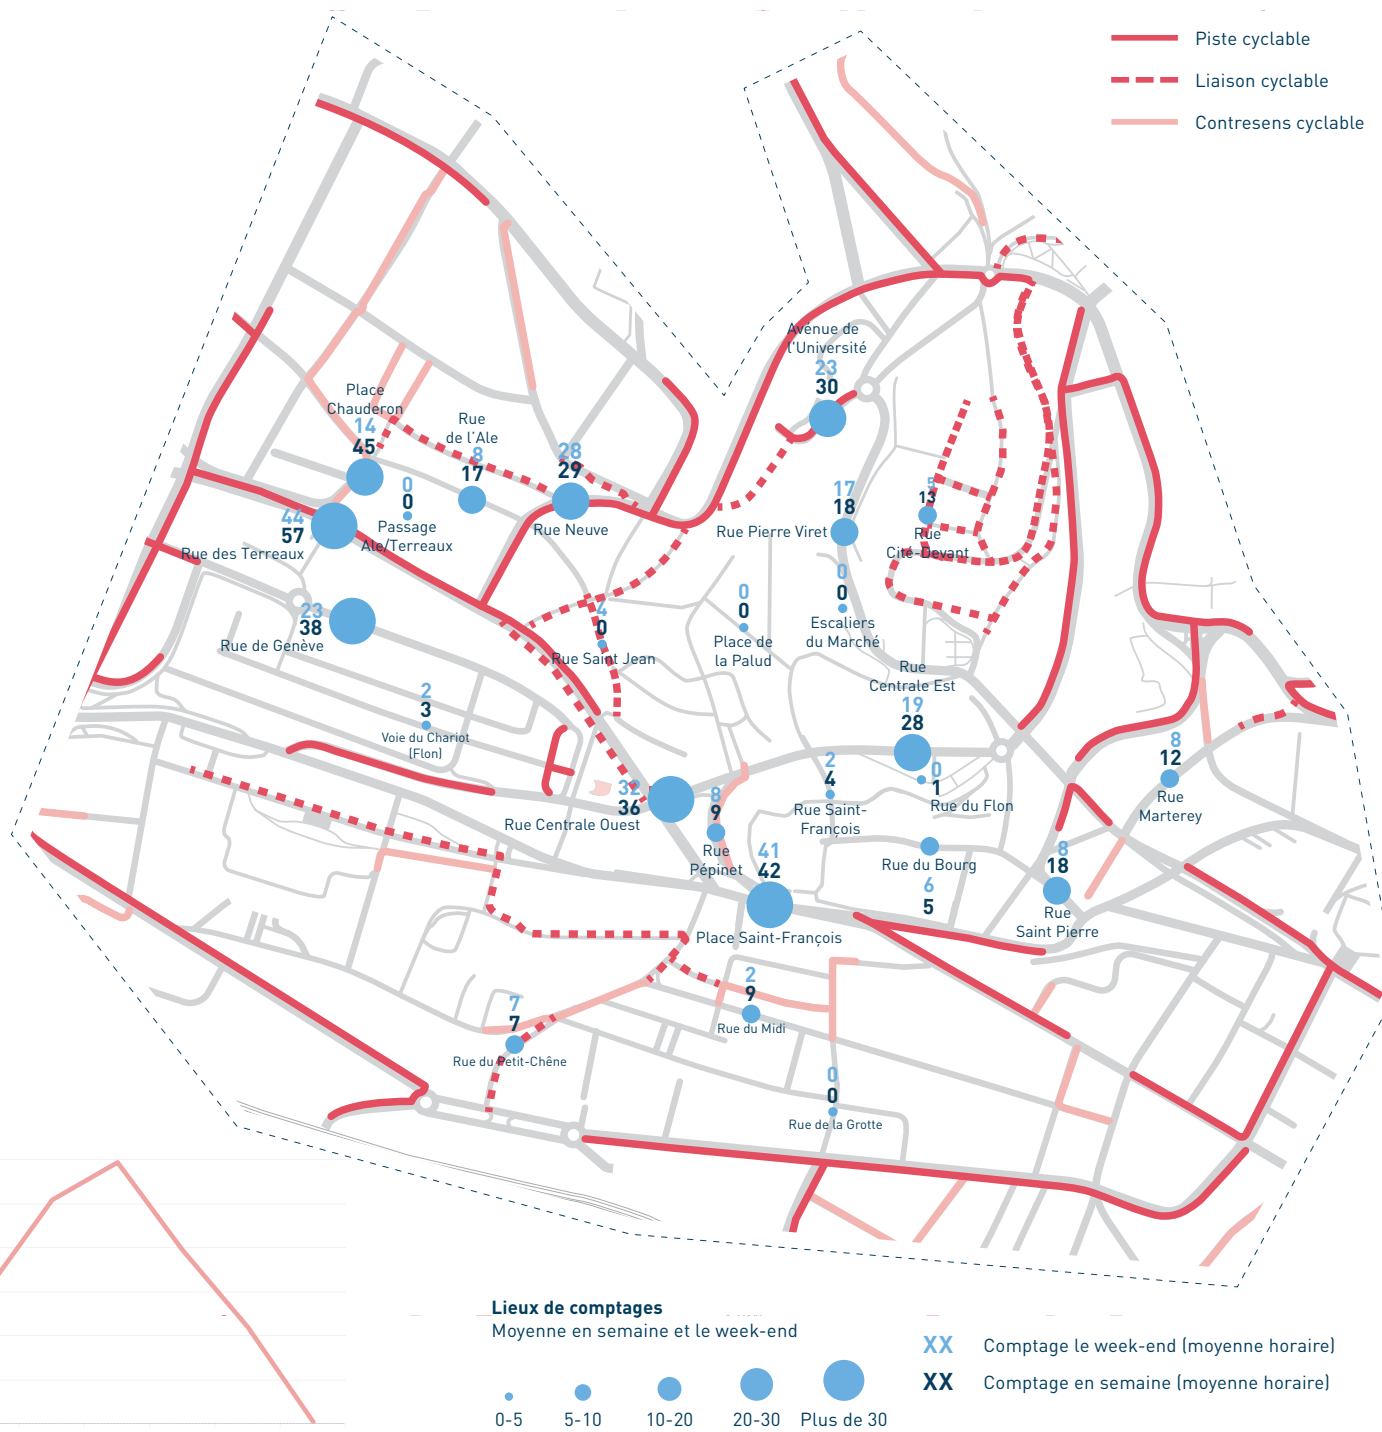 Piste cyclable
Liaison cyclable
Contresens cyclable
Avenue de
l'Université
23
30
Place
Chauderon
14
45
Rue
de l'Ale
8
17
28
29
Rue Neuve
0
0
Passage
Ale/Terreaux
44
57
Rue des Terreaux
17
18
Rue Pierre Viret
5
13
Rue
Cité-Devant
23
38
Rue de Genève
4
0
Rue Saint Jean
0
0
Place de
la Palud
0
0
Escaliers
du Marché
Rue
Centrale Est
19
28
2
3
Voie du Chariot
(Flon)
32
36
Rue Centrale Ouest
8
9
Rue
Pépinet
2
4
Rue Saint-
François
0
1
Rue du Flon
8
12
Rue
Marterey
41
42
Place Saint-François
Rue du Bourg
6
5
8
18
Rue
Saint Pierre
2
9
Rue du Midi
7
7
Rue du Petit-Chêne
0
0
Rue de la Grotte
Lieux de comptages
Moyenne en semaine et le week-end
0-5
5-10
10-20
20-30
Plus de 30
XX Comptage le week-end (moyenne horaire)
XX Comptage en semaine (moyenne horaire)